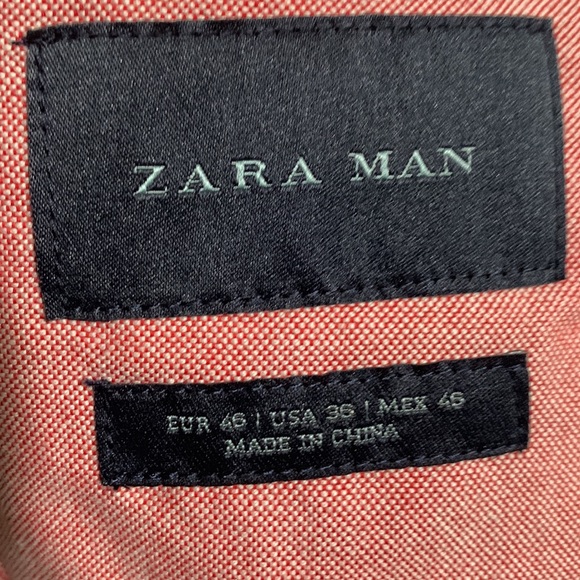 ZARA MAN
EUR 46 | USA 36 | MEX 46
MADE IN CHINA